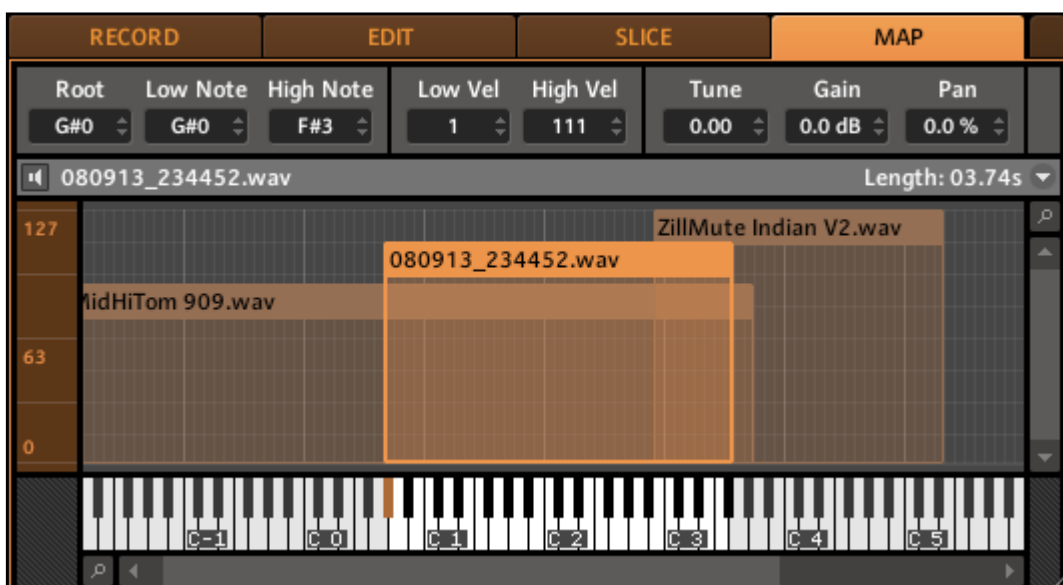 RECORD EDIT SLICE MAP
Root Low Note High Note Low Vel High Vel Tune Gain Pan
G#0 G#0 F#3 1 111 0.00 0.0 dB 0.0 %
080913_234452.wav Length: 03.74s
127 ZillMute Indian V2.wav
080913_234452.wav
MidHiTom 909.wav
63
0
C-1 C 0 C 1 C 2 C 3 C 4 C 5